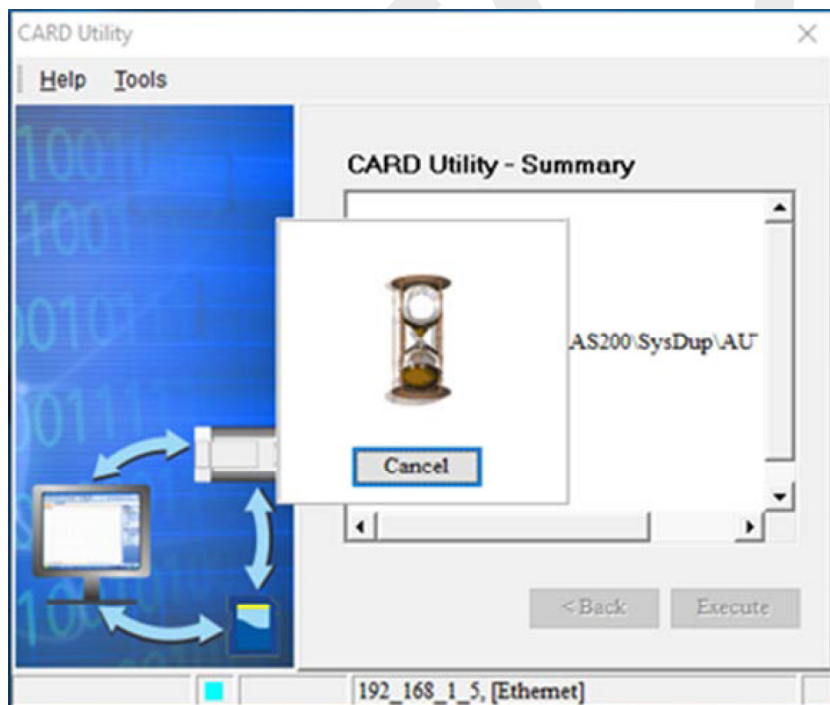 CARD Utility
Help Tools
CARD Utility - Summary
AS200\SysDup\AU
Cancel
< Back Execute
192_168_1_5, [Ethernet]